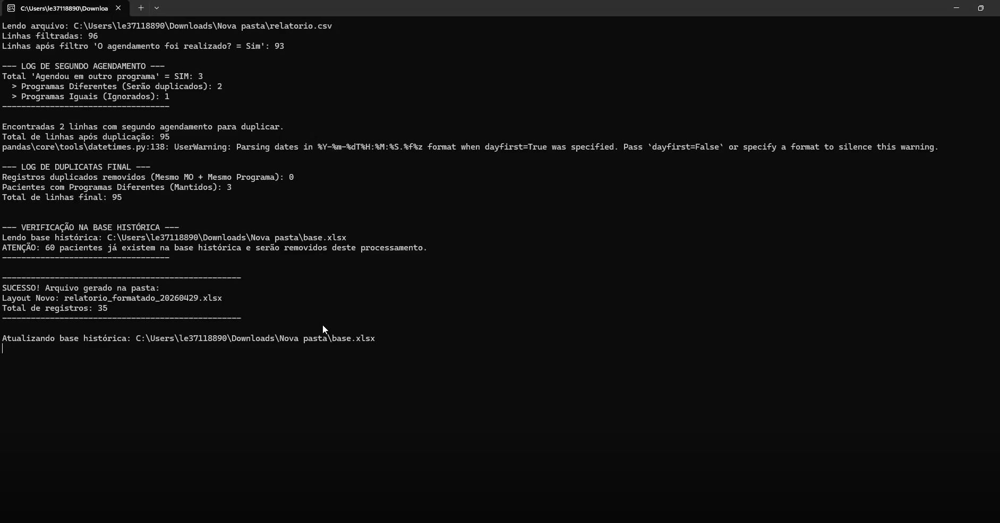 C:\Users\le37118890\Downloa
Lendo arquivo: C:\Users\le37118890\Downloads\Nova pasta\relatorio.csv
Linhas filtradas: 96
Linhas após filtro 'O agendamento foi realizado? = Sim': 93
--- LOG DE SEGUNDO AGENDAMENTO ---
Total 'Agendou em outro programa' = SIM: 3
  > Programas Diferentes (Serão duplicados): 2
  > Programas Iguais (Ignorados): 1
-----------------------------------
Encontradas 2 linhas com segundo agendamento para duplicar.
Total de linhas após duplicação: 95
pandas\core\tools\datetimes.py:138: UserWarning: Parsing dates in %Y-%m-%dT%H:%M:%S.%f%z format when dayfirst=True was specified. Pass `dayfirst=False` or specify a format to silence this warning.
--- LOG DE DUPLICATAS FINAL ---
Registros duplicados removidos (Mesmo MO + Mesmo Programa): 0
Pacientes com Programas Diferentes (Mantidos): 3
Total de linhas final: 95
--- VERIFICAÇÃO NA BASE HISTÓRICA ---
Lendo base histórica: C:\Users\le37118890\Downloads\Nova pasta\base.xlsx
ATENÇÃO: 60 pacientes já existem na base histórica e serão removidos deste processamento.
-----------------------------------
--------------------------------------------------
SUCESSO! Arquivo gerado na pasta:
Layout Novo: relatorio_formatado_20260429.xlsx
Total de registros: 35
--------------------------------------------------
Atualizando base histórica: C:\Users\le37118890\Downloads\Nova pasta\base.xlsx